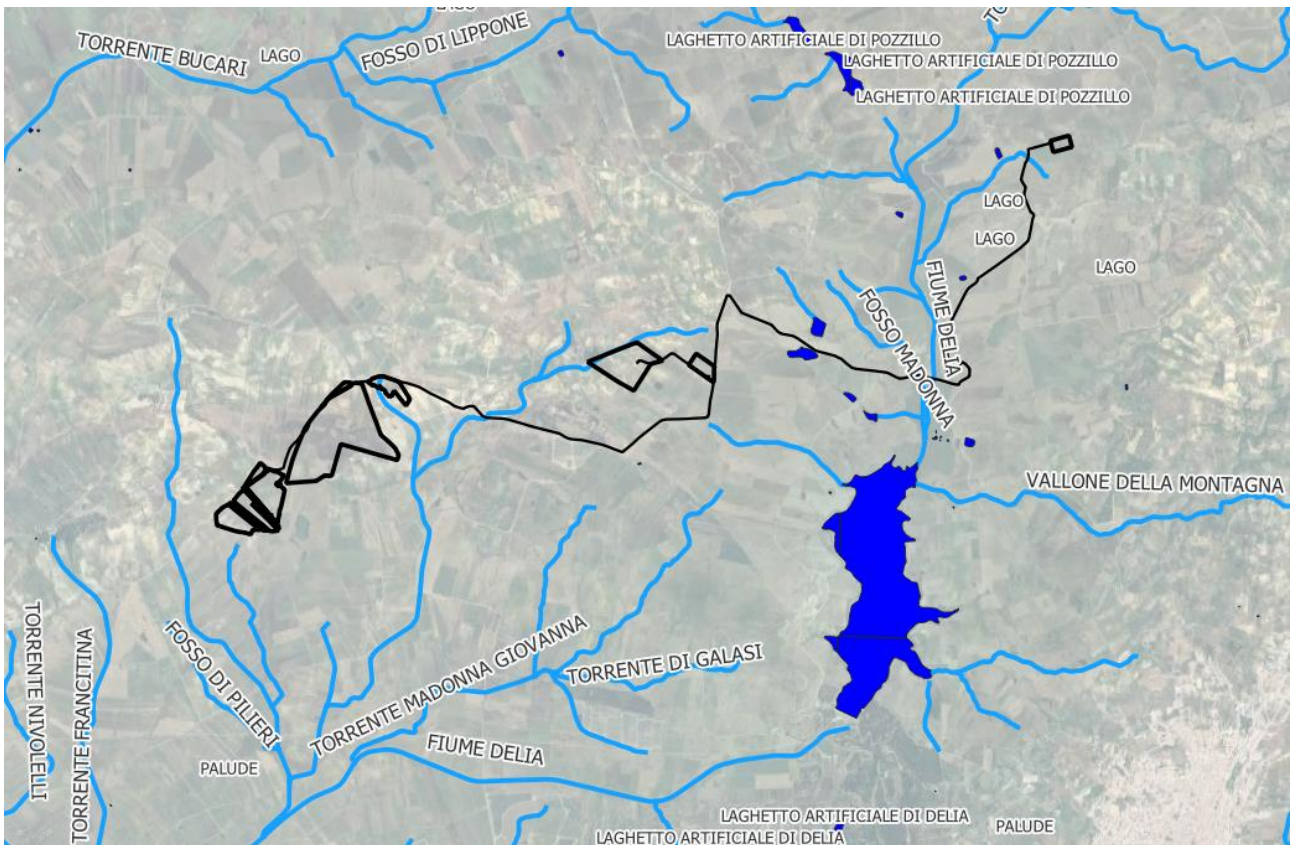 LAGO
TORRENTE BUCARI
LAGO
FOSSO DI LIPPONE
LAGHETTO ARTIFICIALE DI POZZILLO
LAGHETTO ARTIFICIALE DI POZZILLO
LAGHETTO ARTIFICIALE DI POZZILLO
LAGO
LAGO
LAGO
FIUME DELIA
FOSSO MADONNA
VALLONE DELLA MONTAGNA
TORRENTE NIVOLELLI
TORRENTE FRANCITINA
FOSSO DI PILIERI
TORRENTE MADONNA GIOVANNA
TORRENTE DI GALASI
FIUME DELIA
PALUDE
LAGHETTO ARTIFICIALE DI DELIA
PALUDE
LAGHETTO ARTIFICIALE DI DELIA